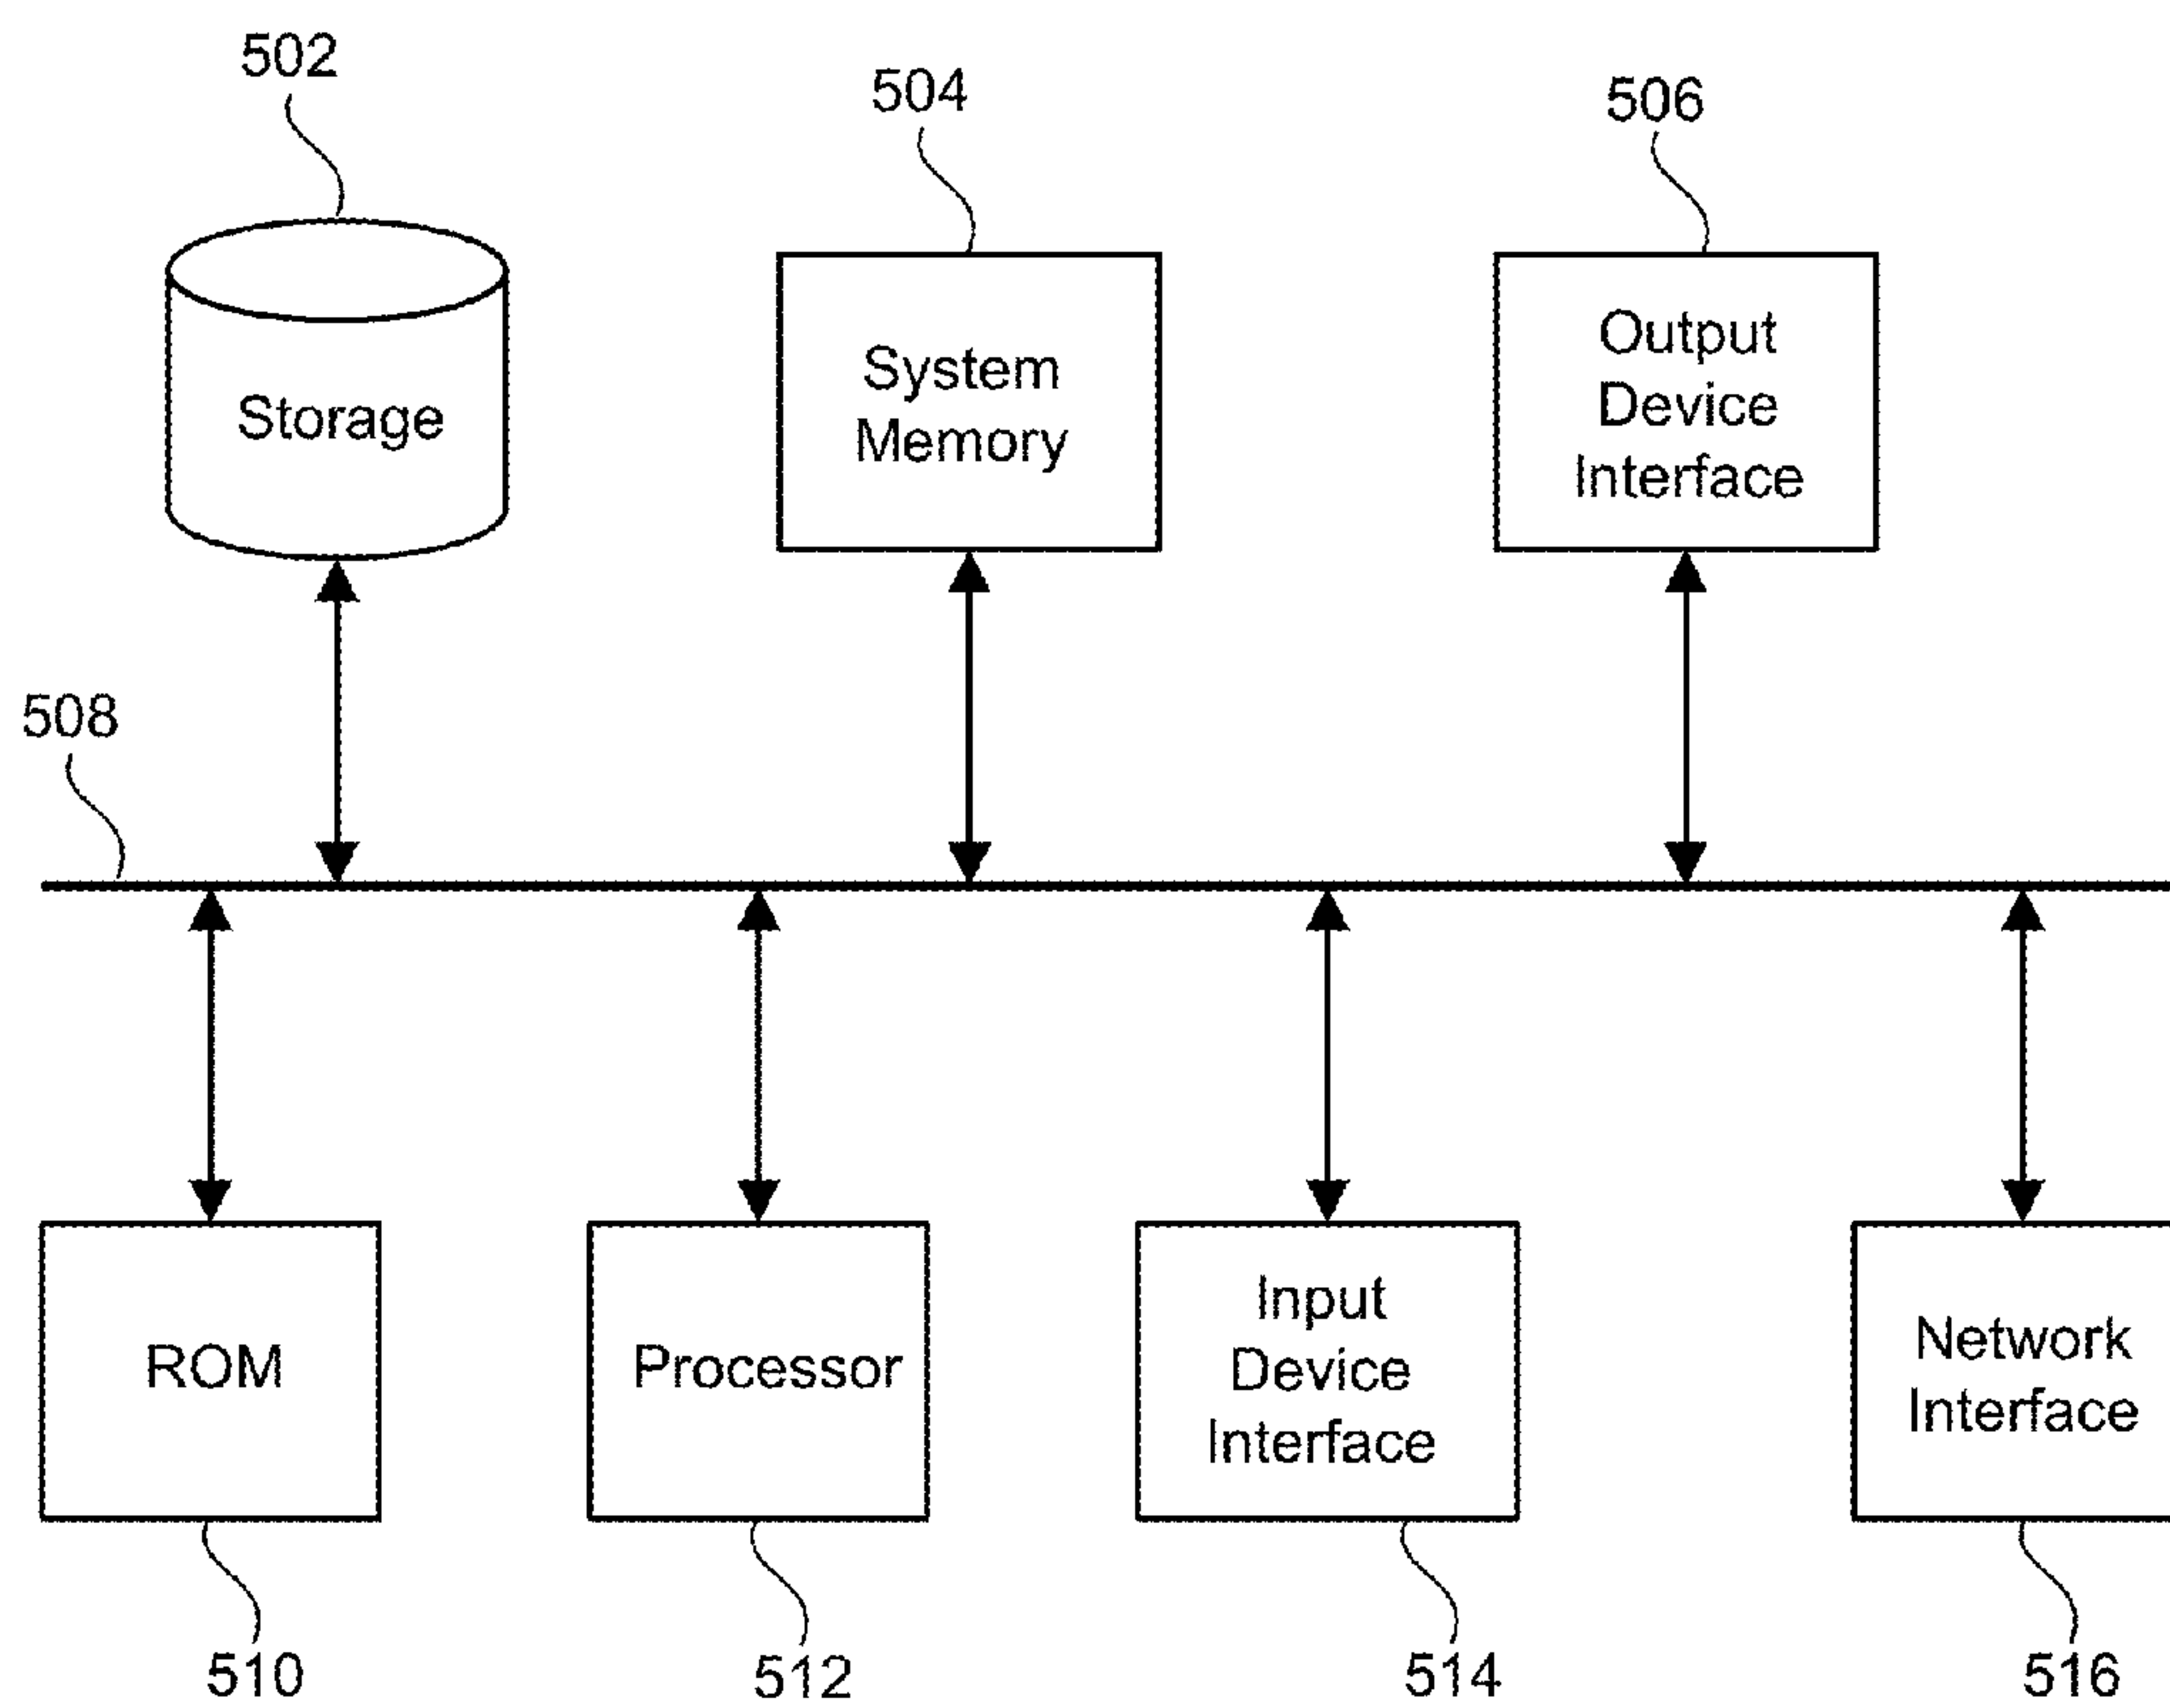 502
504
506
Storage
System
Memory
Output
Device
Interface
508
ROM
Processor
Input
Device
Interface
Network
Interface
510
512
514
516